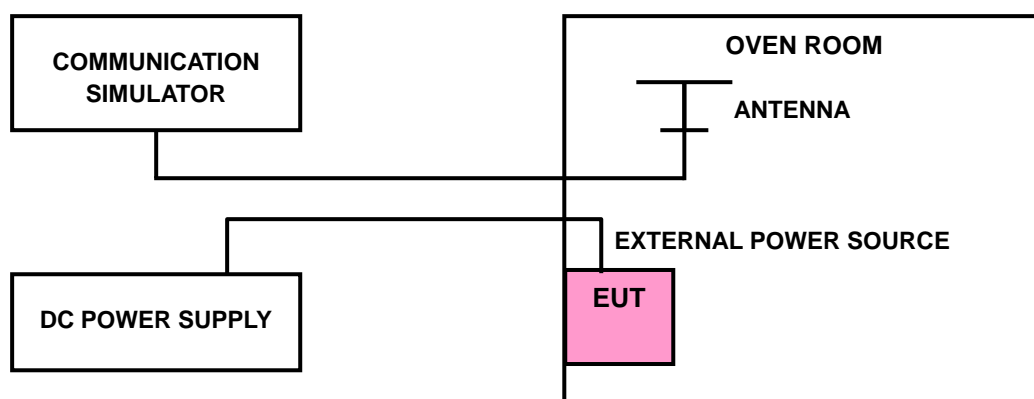 COMMUNICATION
SIMULATOR
OVEN ROOM
ANTENNA
EXTERNAL POWER SOURCE
DC POWER SUPPLY
EUT